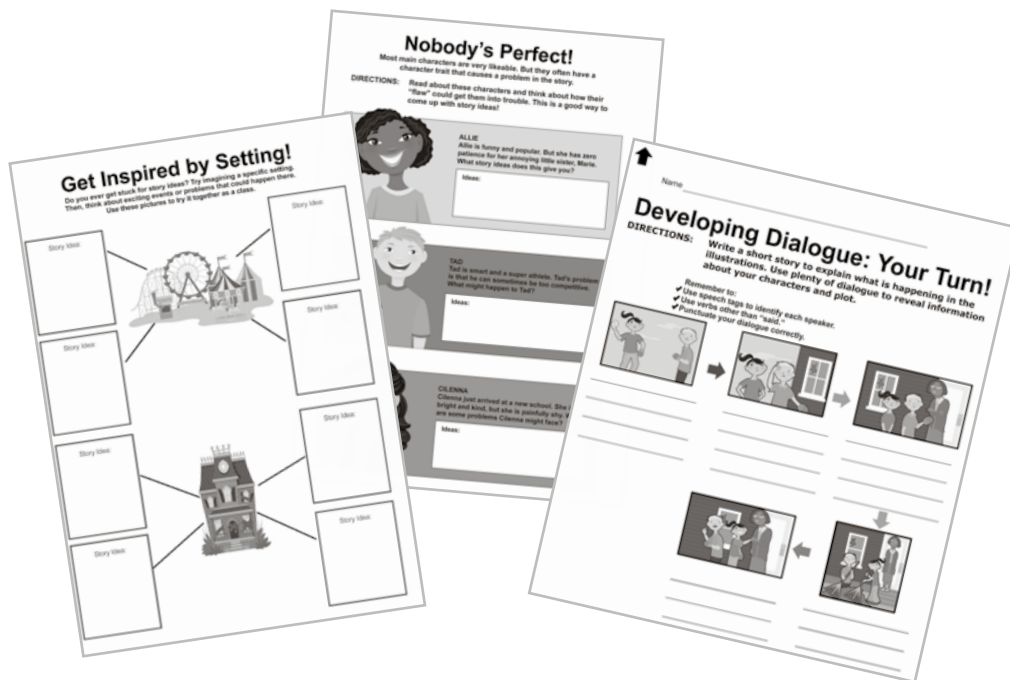 Get Inspired by Setting!
Do you ever get stuck for story ideas? Try imagining a specific setting.
Then, think about exciting events or problems that could happen there.
Use these pictures to try it together as a class.
Story Idea:
Story Idea:
Story Idea:
Story Idea:
Story Idea:
Story Idea:
Story Idea:
Story Idea:
Nobody's Perfect!
Most main characters are very likeable. But they often have a
character trait that causes a problem in the story.
DIRECTIONS: Read about these characters and think about how their
"flaw" could get them into trouble. This is a good way to
come up with story ideas!
ALLIE
Allie is funny and popular. But she has zero
patience for her annoying little sister, Marie.
What story ideas does this give you?
Ideas:
TAD
Tad is smart and a super athlete. Tad's problem
is that he can sometimes be too competitive.
What might happen to Tad?
Ideas:
CILENNA
Cilenna just arrived at a new school. She
bright and kind, but she is painfully shy.
are some problems Cilenna might face?
Ideas:
Name
Developing Dialogue: Your Turn!
DIRECTIONS: Write a short story to explain what is happening in the
illustrations. Use plenty of dialogue to reveal information
about your characters and plot.
Remember to:
✔Use speech tags to identify each speaker.
✔Use verbs other than "said."
✔Punctuate your dialogue correctly.